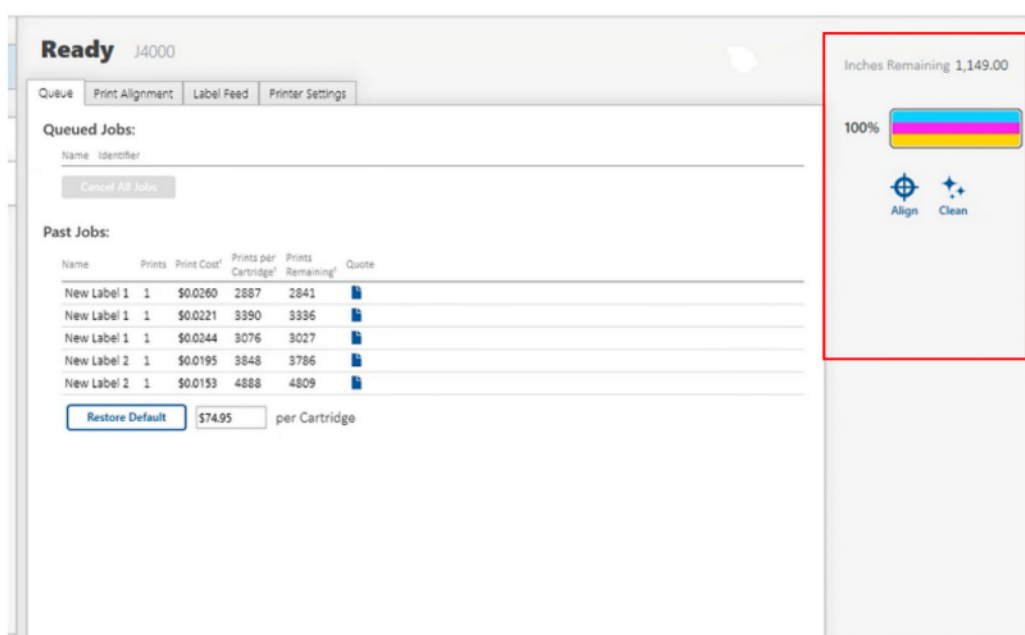 Ready J4000
Inches Remaining 1,149.00
Queue Print Alignment Label Feed Printer Settings
100%
Queued Jobs:
Name Identifier
Cancel All Jobs
Align Clean
Past Jobs:
Name Prints Print Cost¹ Prints per Cartridge¹ Prints Remaining¹ Quote
New Label 1 1 $0.0260 2887 2841
New Label 1 1 $0.0221 3390 3336
New Label 1 1 $0.0244 3076 3027
New Label 2 1 $0.0195 3848 3786
New Label 2 1 $0.0153 4888 4809
Restore Default $74.95 per Cartridge